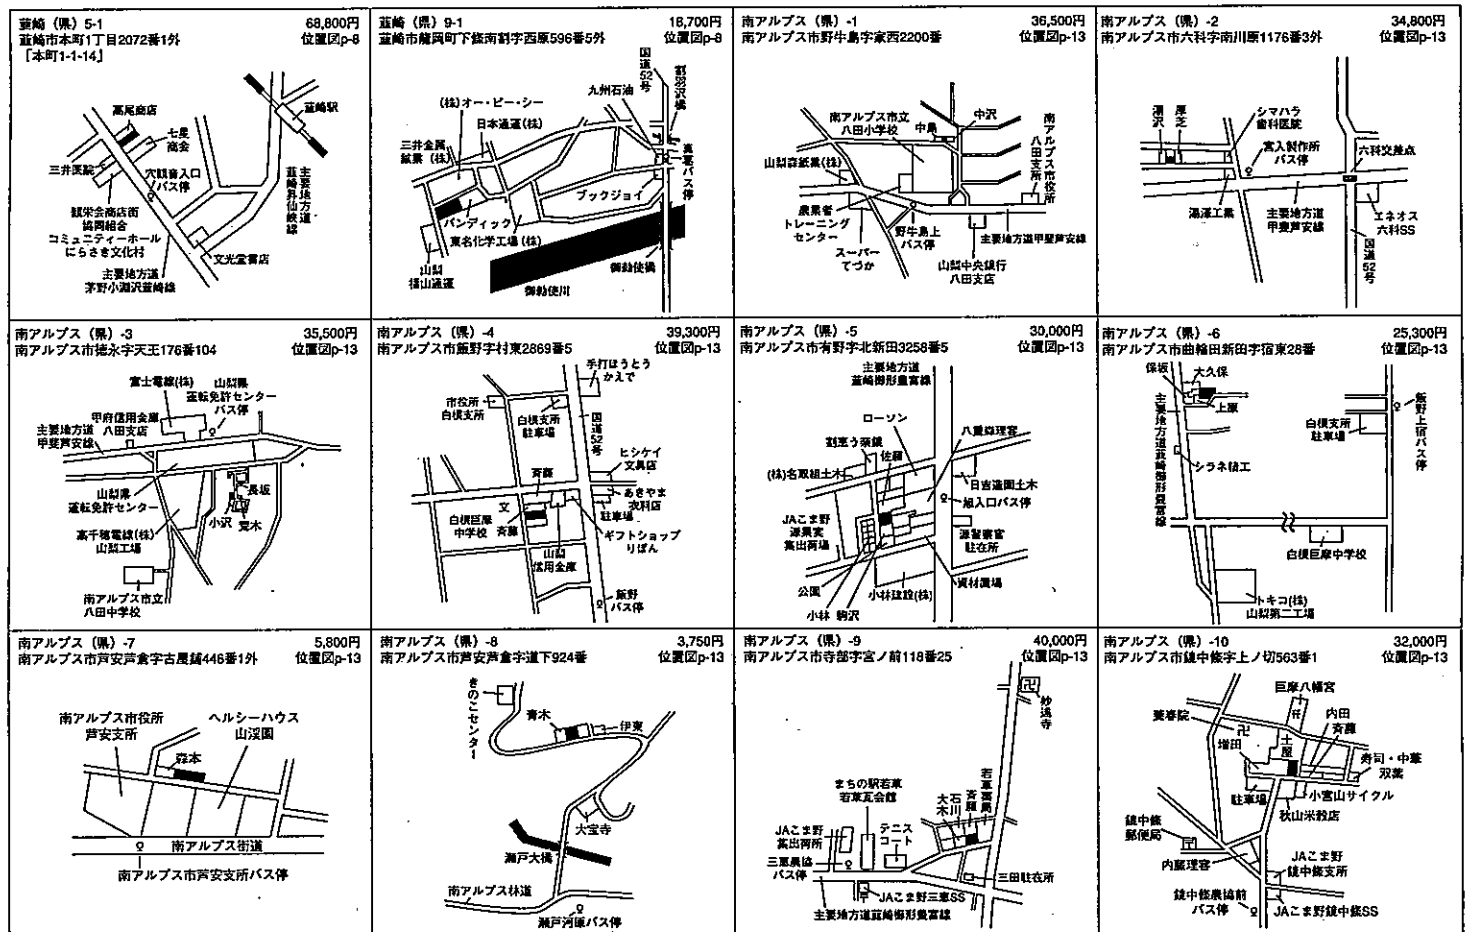 韮崎（県）5-1 68,800円
韮崎市本町1丁目2072番1外 位置図p-8
［本町1-1-14］
韮崎駅
高尾商店
七星
商会
三井医院
穴観音入口
バス停
観栄会商店街
協同組合
コミュニティーホール
にらさき文化村
主要地方道
韮崎昇仙峡線
文光堂書店
主要地方道
茅野小淵沢韮崎線
韮崎（県）9-1 18,700円
韮崎市龍岡町下條南割字西原596番5外 位置図p-8
国道52号
割羽沢橋
九州石油
(株)オー・ピー・シー
日本通運(株)
三井金属
鉱業（株）
バス停
ブックジョイ
バンディック
東名化学工場(株)
山梨
福山通運
御勅使橋
御勅使川
南アルプス（県）-1 36,500円
南アルプス市野牛島字家西2200番 位置図p-13
中沢
南アルプス市立
八田小学校
中島
南アルプス市役所
八田支所
山梨森紙業(株)
農業者
トレーニング
センター
野牛島上
バス停
主要地方道甲斐芦安線
スーパー
てづか
山梨中央銀行
八田支店
南アルプス（県）-2 34,800円
南アルプス市六科字南川原1176番3外 位置図p-13
湯沢
厚芝
シマハラ
歯科医院
宮入製作所
バス停
六科交差点
湯澤工業
主要地方道
甲斐芦安線
エネオス
六科SS
国道52号
南アルプス（県）-3 35,500円
南アルプス市徳永字天王176番104 位置図p-13
富士電線(株)
山梨県
運転免許センター
バス停
甲府信用金庫
八田支店
主要地方道
甲斐芦安線
山梨県
運転免許センター
長坂
小沢
荒木
高千穂電線(株)
山梨工場
南アルプス市立
八田中学校
南アルプス（県）-4 39,300円
南アルプス市飯野字村東2869番5 位置図p-13
手打ほうとう
かえで
市役所
白根支所
白根支所
駐車場
国道52号
ヒシケイ
文具店
斉藤
あきやま
衣料店
文
白根巨摩
中学校
斉藤
駐車場
ギフトショップ
りぼん
山梨
信用金庫
飯野
バス停
南アルプス（県）-5 30,000円
南アルプス市有野字北新田3258番5 位置図p-13
主要地方道
韮崎櫛形豊富線
ローソン
割烹う奈鏡
佐藤
八重森理容
(株)名取組土木
日吉造園土木
組入口バス停
JAこま野
源果実
集出荷場
源警察官
駐在所
公園
小林 駒沢
小林建設(株)
資材置場
南アルプス（県）-6 25,300円
南アルプス市曲輪田新田字宿東28番 位置図p-13
保坂
大久保
上原
主要地方道韮崎櫛形豊富線
白根支所
駐車場
飯野上宿バス停
シラネ精工
白根巨摩中学校
トキコ(株)
山梨第二工場
南アルプス（県）-7 5,800円
南アルプス市芦安芦倉字古屋鋪446番1外 位置図p-13
南アルプス市役所
芦安支所
ヘルシーハウス
山渓園
森本
南アルプス街道
南アルプス市芦安支所バス停
南アルプス（県）-8 3,750円
南アルプス市芦安芦倉字道下924番 位置図p-13
きのこセンター
青木
伊東
大宝寺
瀬戸大橋
南アルプス林道
瀬戸河原バス停
南アルプス（県）-9 40,000円
南アルプス市寺部字宮ノ前118番25 位置図p-13
妙遠寺
まちの駅若草
若草瓦会館
大木
石川
斉藤
若草薬局
JAこま野
集出荷所
テニス
コート
三恵農協
バス停
三田駐在所
JAこま野三恵SS
主要地方道韮崎櫛形豊富線
南アルプス（県）-10 32,000円
南アルプス市鏡中條字上ノ切563番1 位置図p-13
巨摩八幡宮
長春院
内田
斉藤
増田
土屋
寿司・中華
双葉
駐車場
小宮山サイクル
秋山米穀店
鏡中條
郵便局
内藤理容
JAこま野
鏡中條支所
鏡中條農協前
バス停
JAこま野鏡中條SS